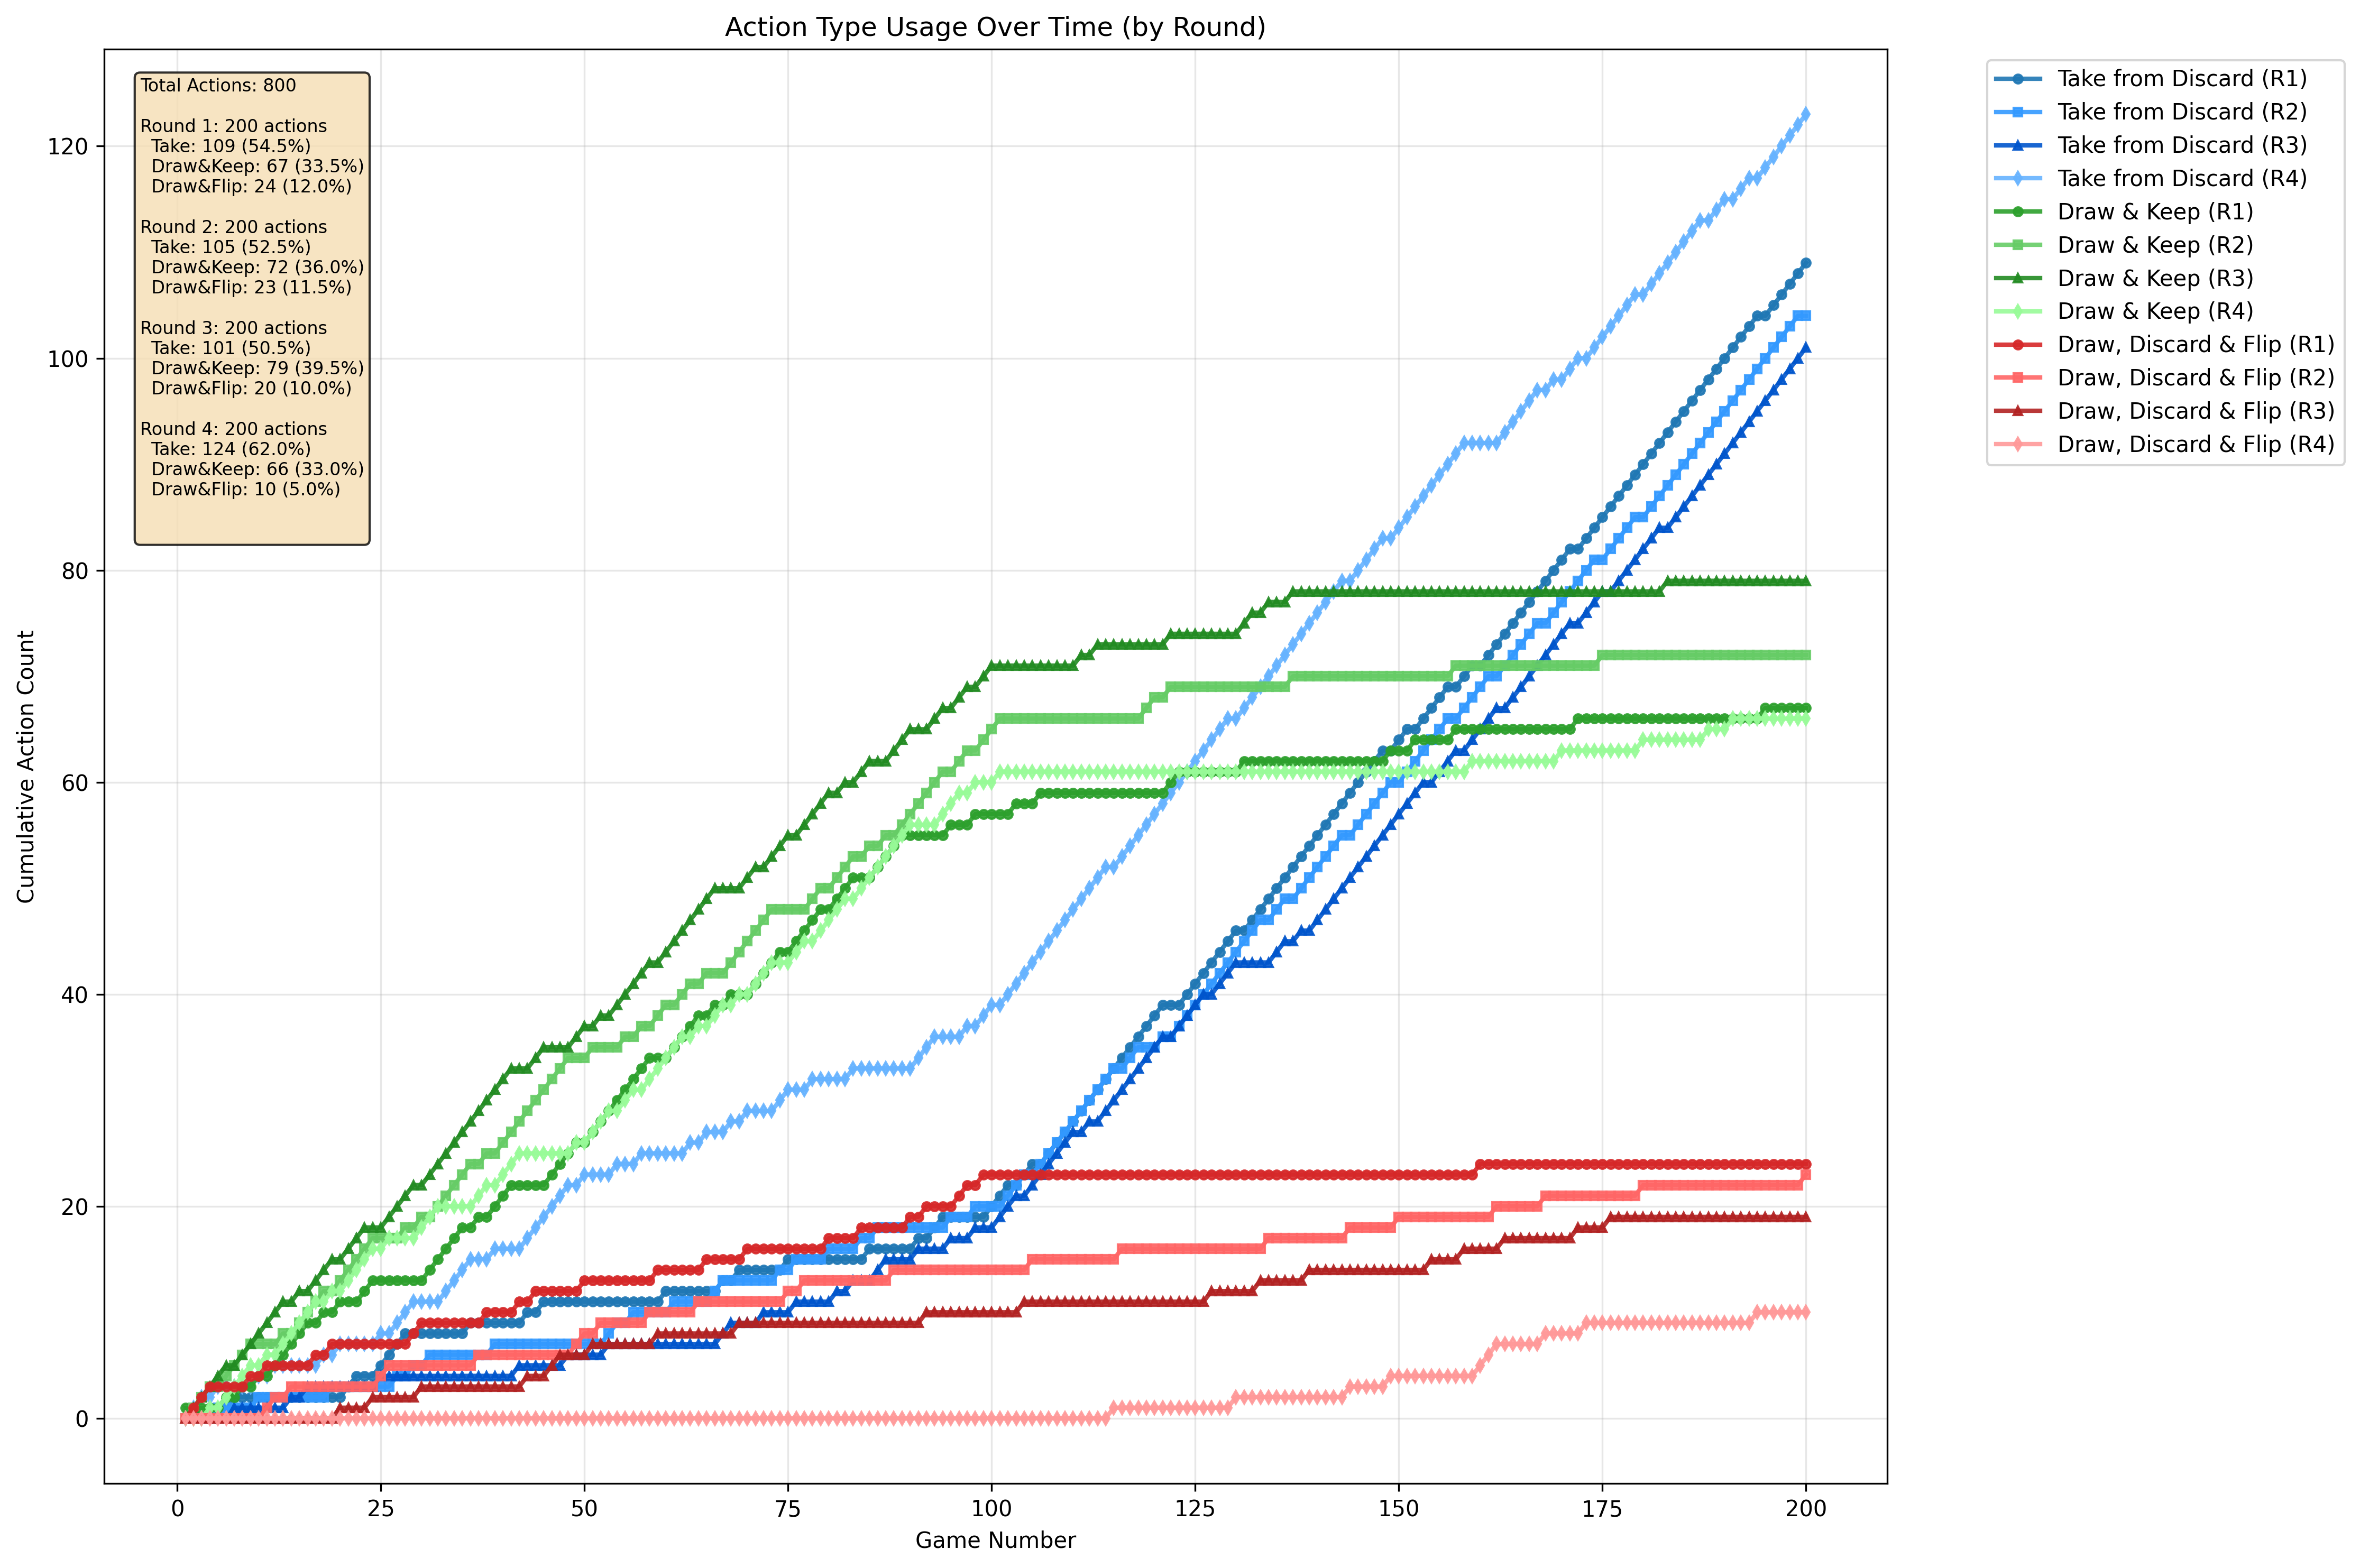 Action Type Usage Over Time (by Round)
Total Actions: 800
Round 1: 200 actions
Take: 109 (54.5%)
Draw&Keep: 67 (33.5%)
Draw&Flip: 24 (12.0%)
Round 2: 200 actions
Take: 105 (52.5%)
Draw&Keep: 72 (36.0%)
Draw&Flip: 23 (11.5%)
Round 3: 200 actions
Take: 101 (50.5%)
Draw&Keep: 79 (39.5%)
Draw&Flip: 20 (10.0%)
Round 4: 200 actions
Take: 124 (62.0%)
Draw&Keep: 66 (33.0%)
Draw&Flip: 10 (5.0%)
Take from Discard (R1)
Take from Discard (R2)
Take from Discard (R3)
Take from Discard (R4)
Draw & Keep (R1)
Draw & Keep (R2)
Draw & Keep (R3)
Draw & Keep (R4)
Draw, Discard & Flip (R1)
Draw, Discard & Flip (R2)
Draw, Discard & Flip (R3)
Draw, Discard & Flip (R4)
Cumulative Action Count
120
100
80
60
40
20
0
0 25 50 75 100 125 150 175 200
Game Number